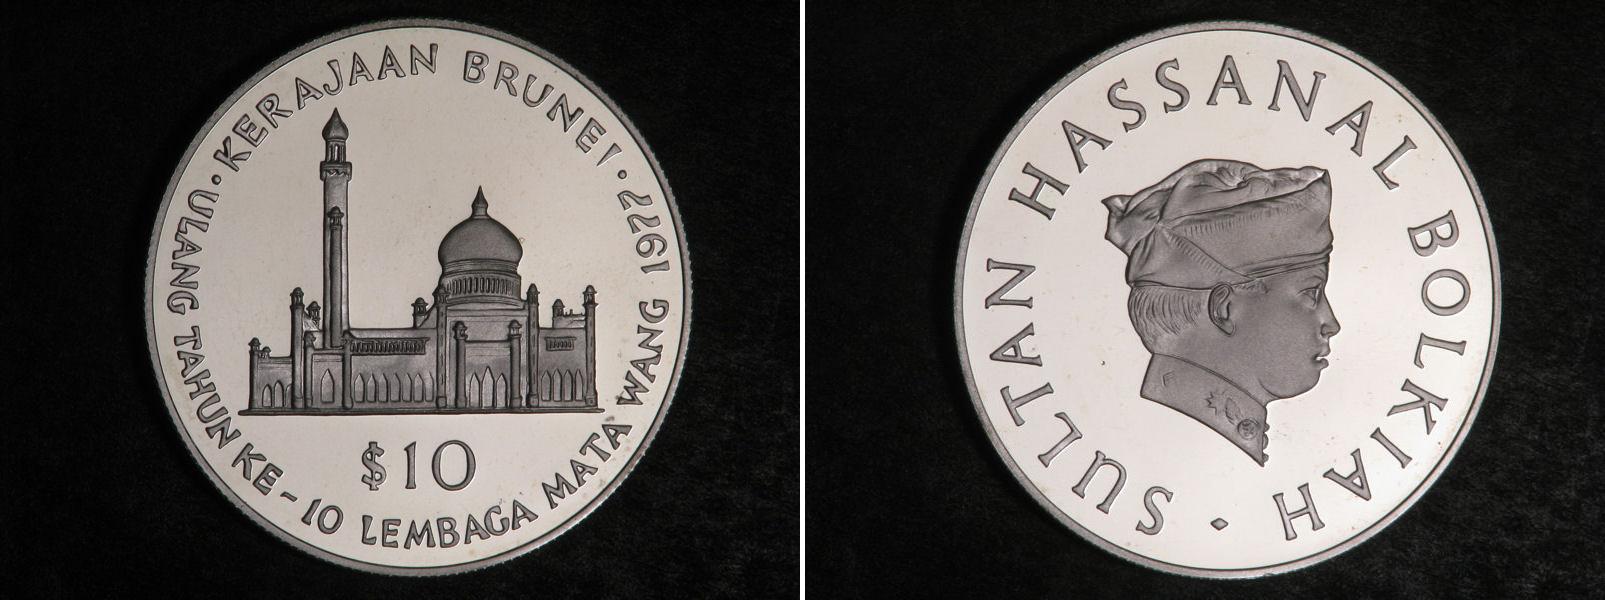 · KERAJAAN BRUNEI · 1977
ULANG TAHUN KE-10 LEMBAGA MATA WANG
$10
SULTAN HASSANAL BOLKIAH ·